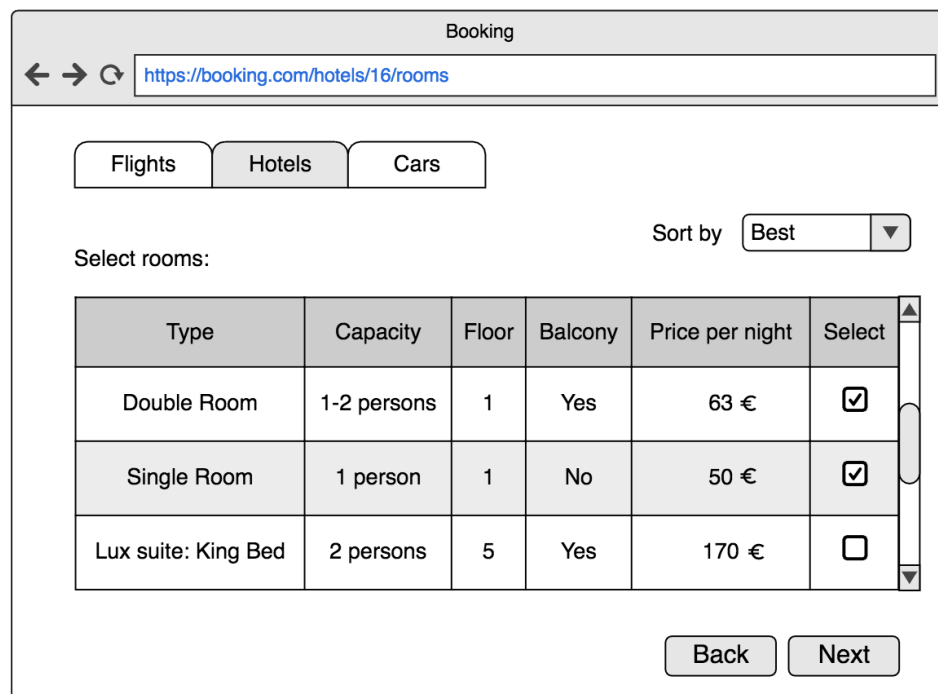 Booking
https://booking.com/hotels/16/rooms
Flights Hotels Cars
Sort by Best
Select rooms:
Type Capacity Floor Balcony Price per night Select
Double Room 1-2 persons 1 Yes 63 €
Single Room 1 person 1 No 50 €
Lux suite: King Bed 2 persons 5 Yes 170 €
Back Next